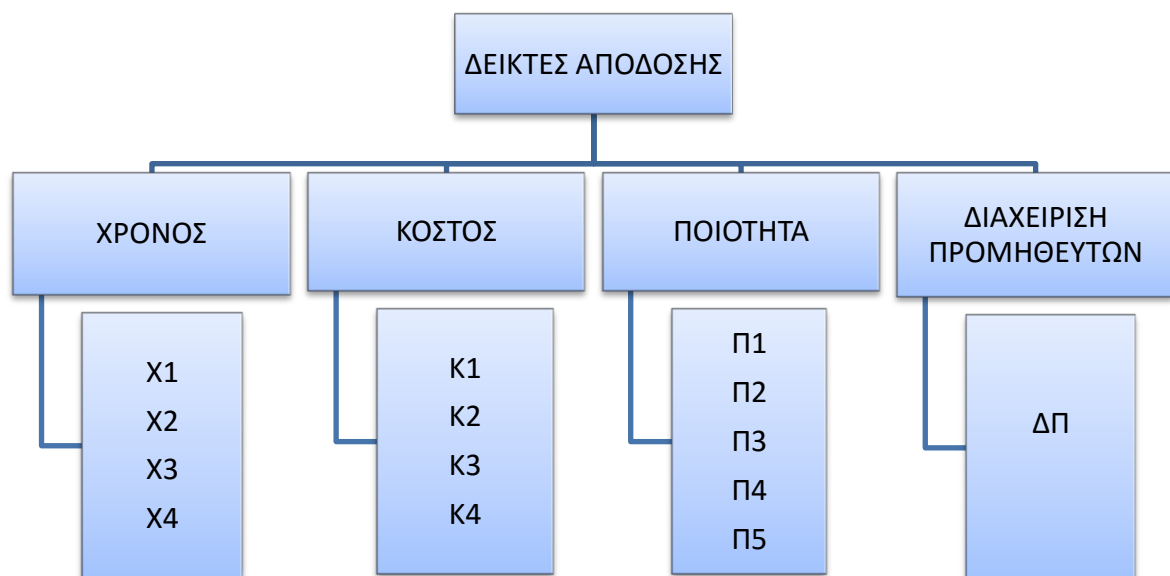 ΔΕΙΚΤΕΣ ΑΠΟΔΟΣΗΣ
ΧΡΟΝΟΣ
Χ1
Χ2
Χ3
Χ4
ΚΟΣΤΟΣ
Κ1
Κ2
Κ3
Κ4
ΠΟΙΟΤΗΤΑ
Π1
Π2
Π3
Π4
Π5
ΔΙΑΧΕΙΡΙΣΗ
ΠΡΟΜΗΘΕΥΤΩΝ
ΔΠ